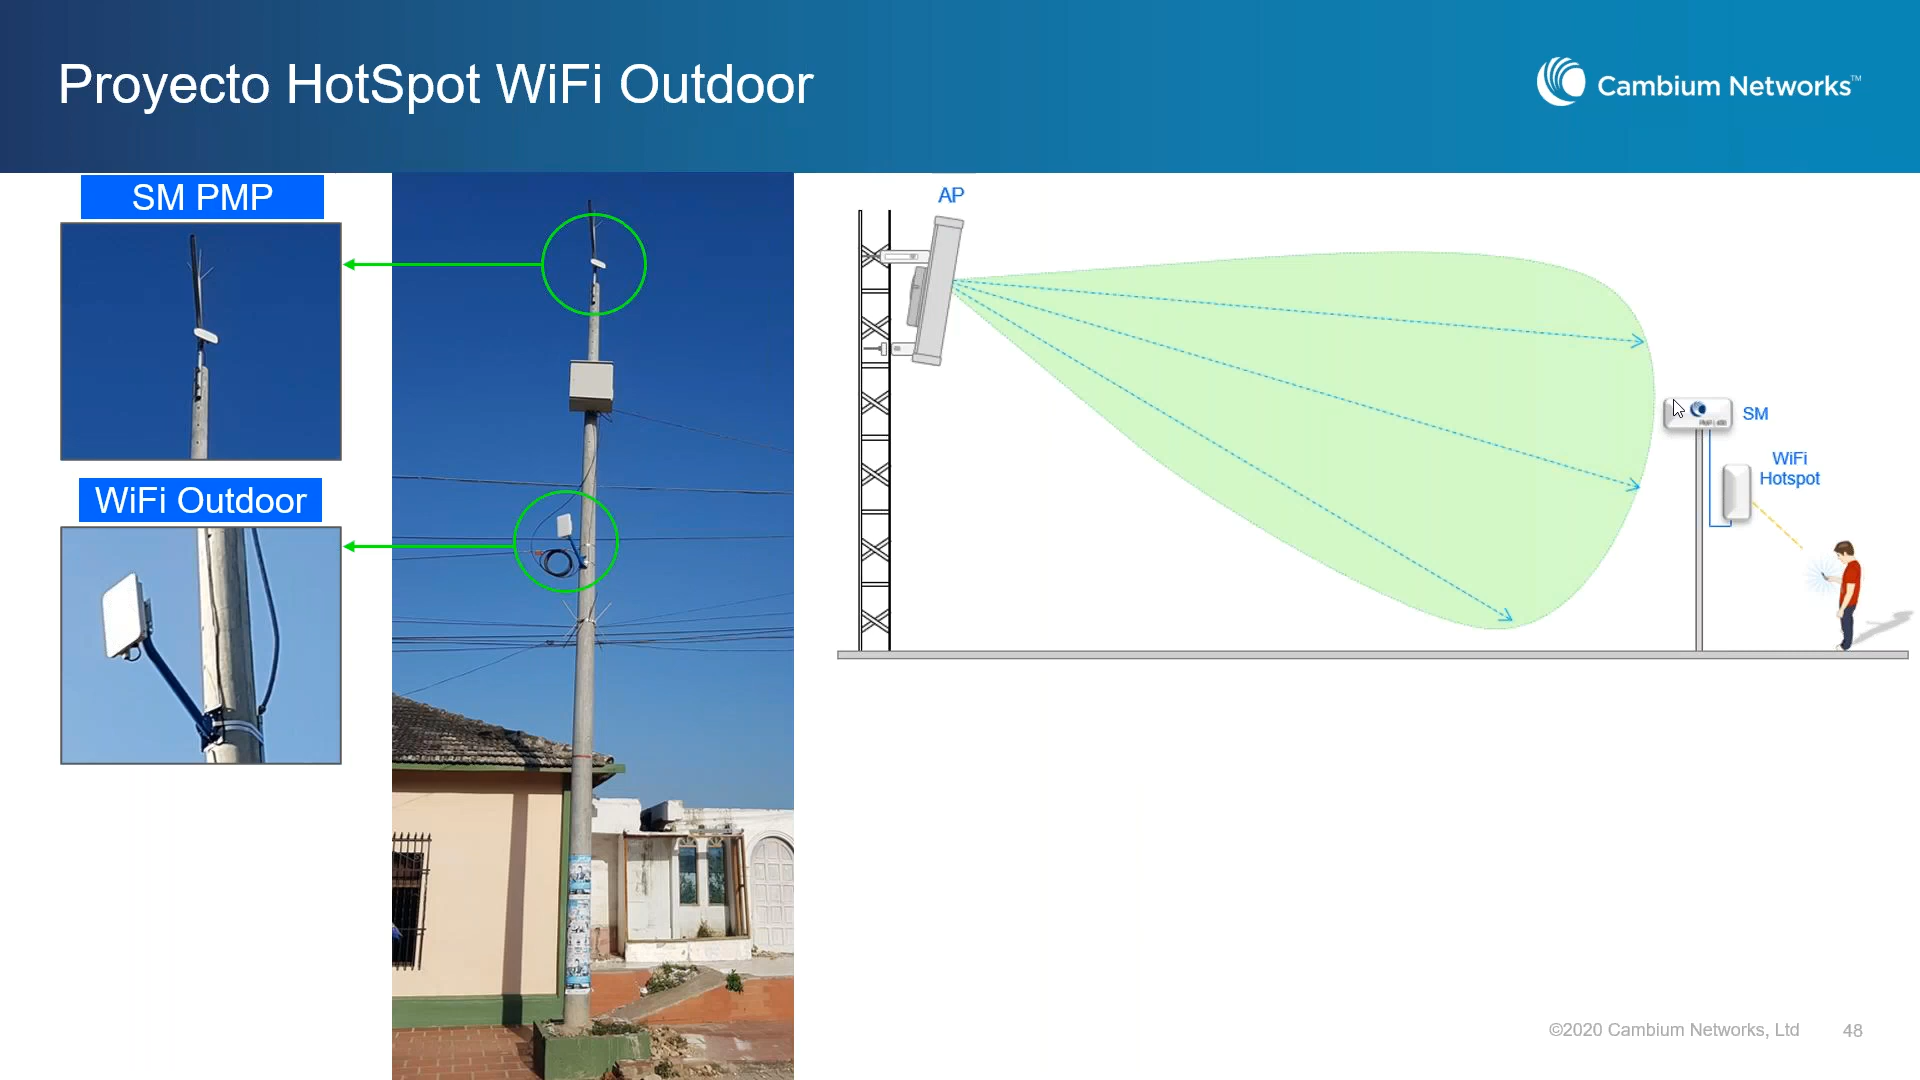 Proyecto HotSpot WiFi Outdoor
Cambium Networks™
SM PMP
WiFi Outdoor
AP
SM
WiFi
Hotspot
©2020 Cambium Networks, Ltd
48